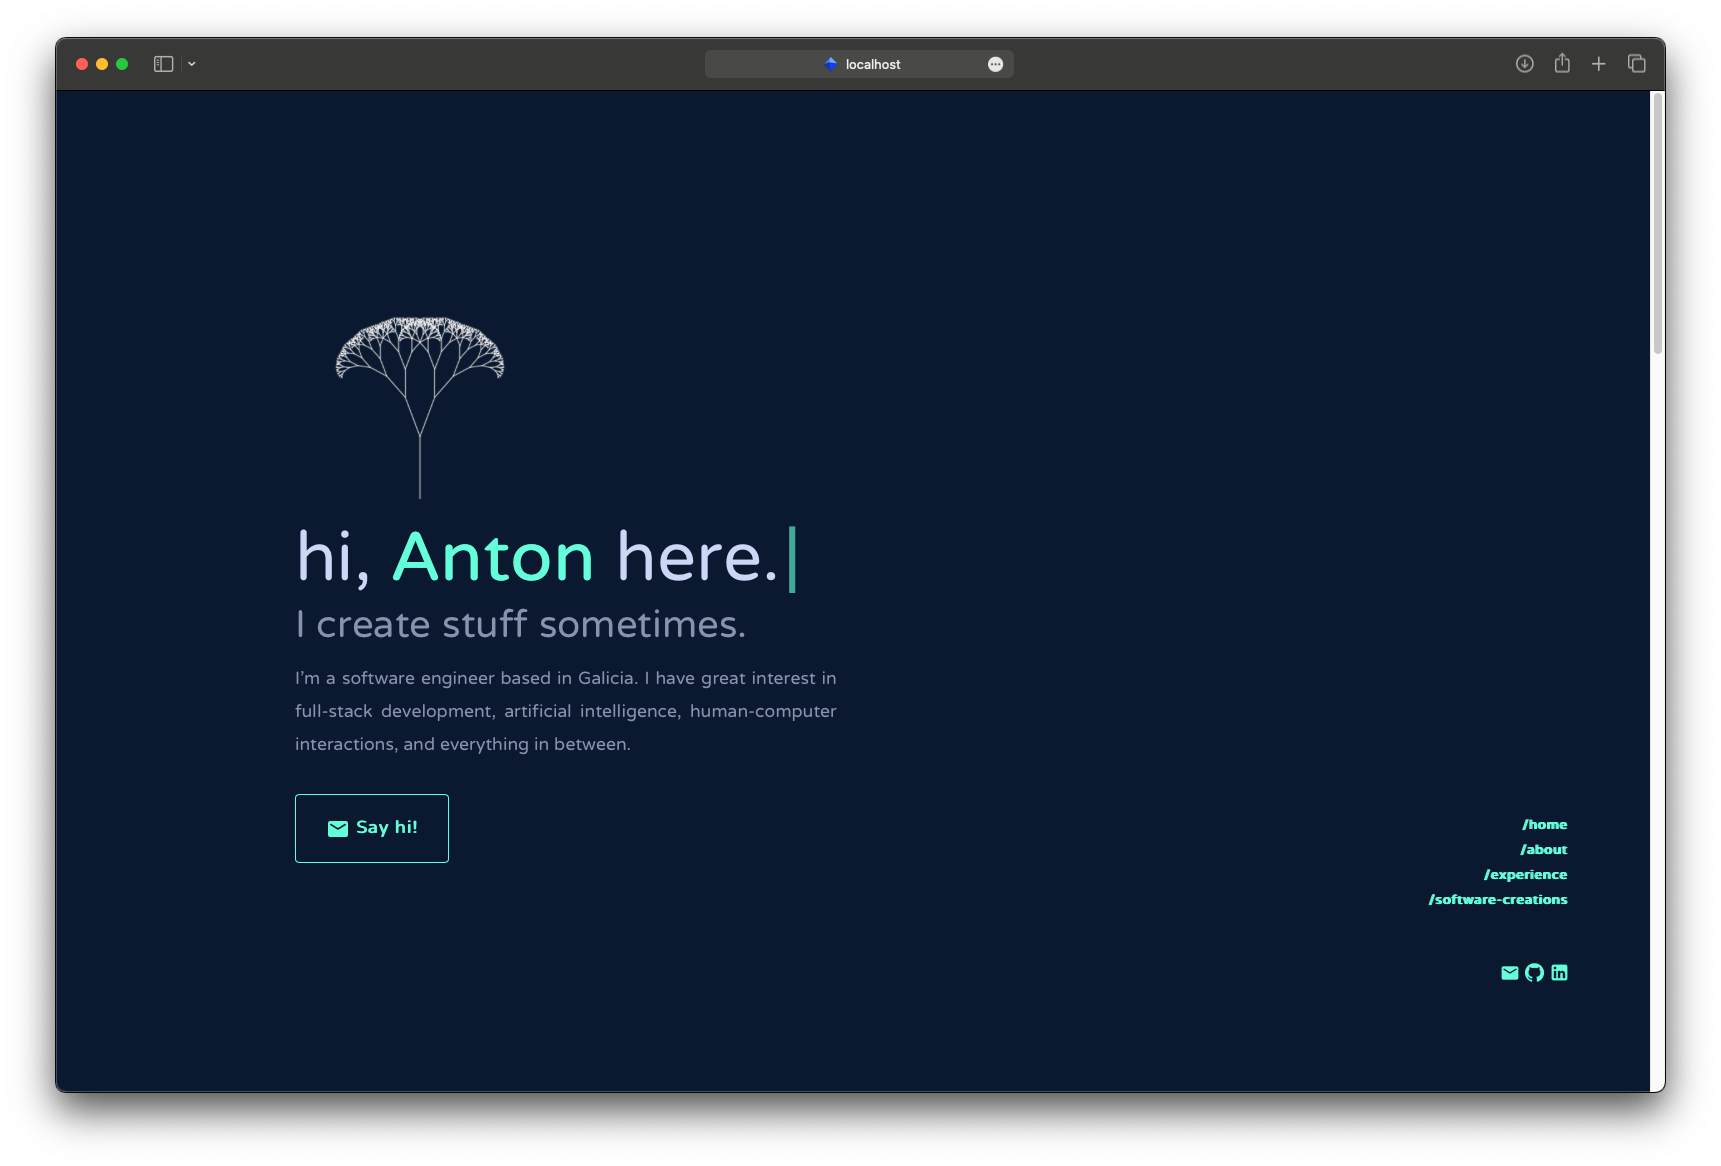 localhost
hi, Anton here.
I create stuff sometimes.
I'm a software engineer based in Galicia. I have great interest in
full-stack development, artificial intelligence, human-computer
interactions, and everything in between.
Say hi!
/home
/about
/experience
/software-creations
in